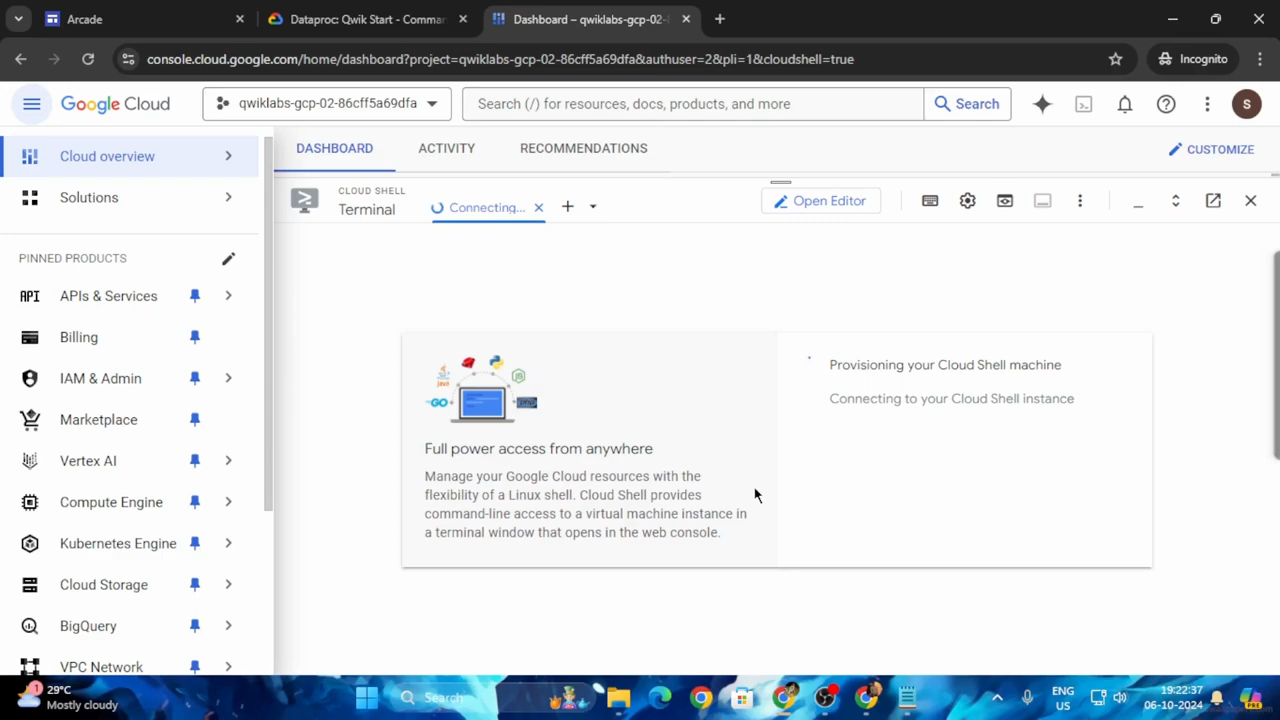 Arcade
Dataproc: Qwik Start - Comman
Dashboard – qwiklabs-gcp-02-
console.cloud.google.com/home/dashboard?project=qwiklabs-gcp-02-86cff5a69dfa&authuser=2&pli=1&cloudshell=true
Incognito
Google Cloud
qwiklabs-gcp-02-86cff5a69dfa
Search (/) for resources, docs, products, and more
Search
S
Cloud overview
Solutions
PINNED PRODUCTS
API
APIs & Services
Billing
IAM & Admin
Marketplace
Vertex AI
Compute Engine
Kubernetes Engine
Cloud Storage
BigQuery
VPC Network
DASHBOARD
ACTIVITY
RECOMMENDATIONS
CUSTOMIZE
CLOUD SHELL
Terminal
Connecting...
Open Editor
Java
GO
Full power access from anywhere
Manage your Google Cloud resources with the
flexibility of a Linux shell. Cloud Shell provides
command-line access to a virtual machine instance in
a terminal window that opens in the web console.
Provisioning your Cloud Shell machine
Connecting to your Cloud Shell instance
1
29°C
Mostly cloudy
Search
ENG
US
19:22:37
06-10-2024
PRE